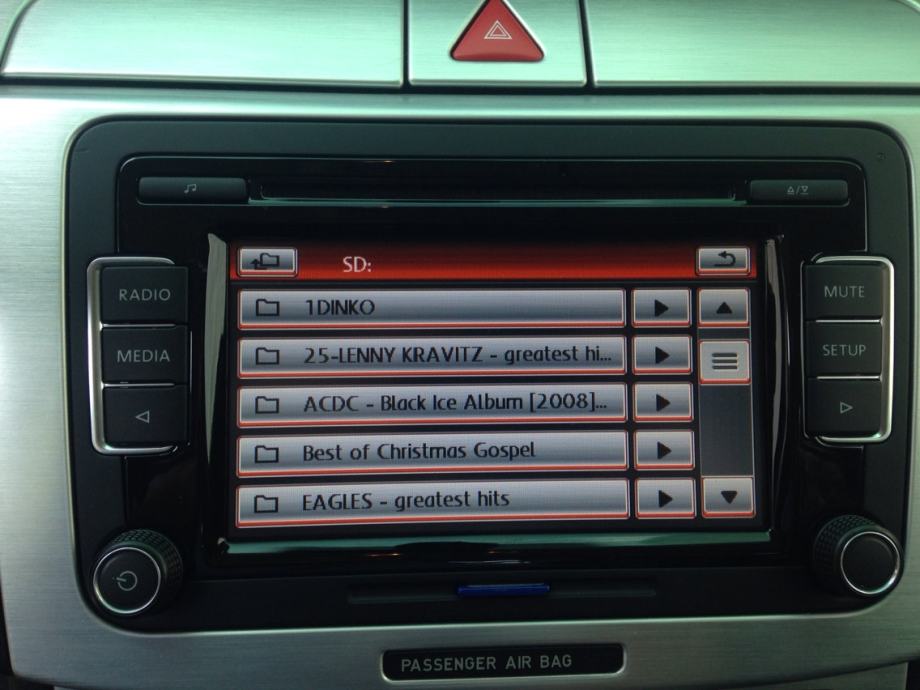 SD:
RADIO
MEDIA
1DINKO
25-LENNY KRAVITZ - greatest hi...
ACDC - Black Ice Album [2008]...
Best of Christmas Gospel
EAGLES - greatest hits
MUTE
SETUP
PASSENGER AIR BAG